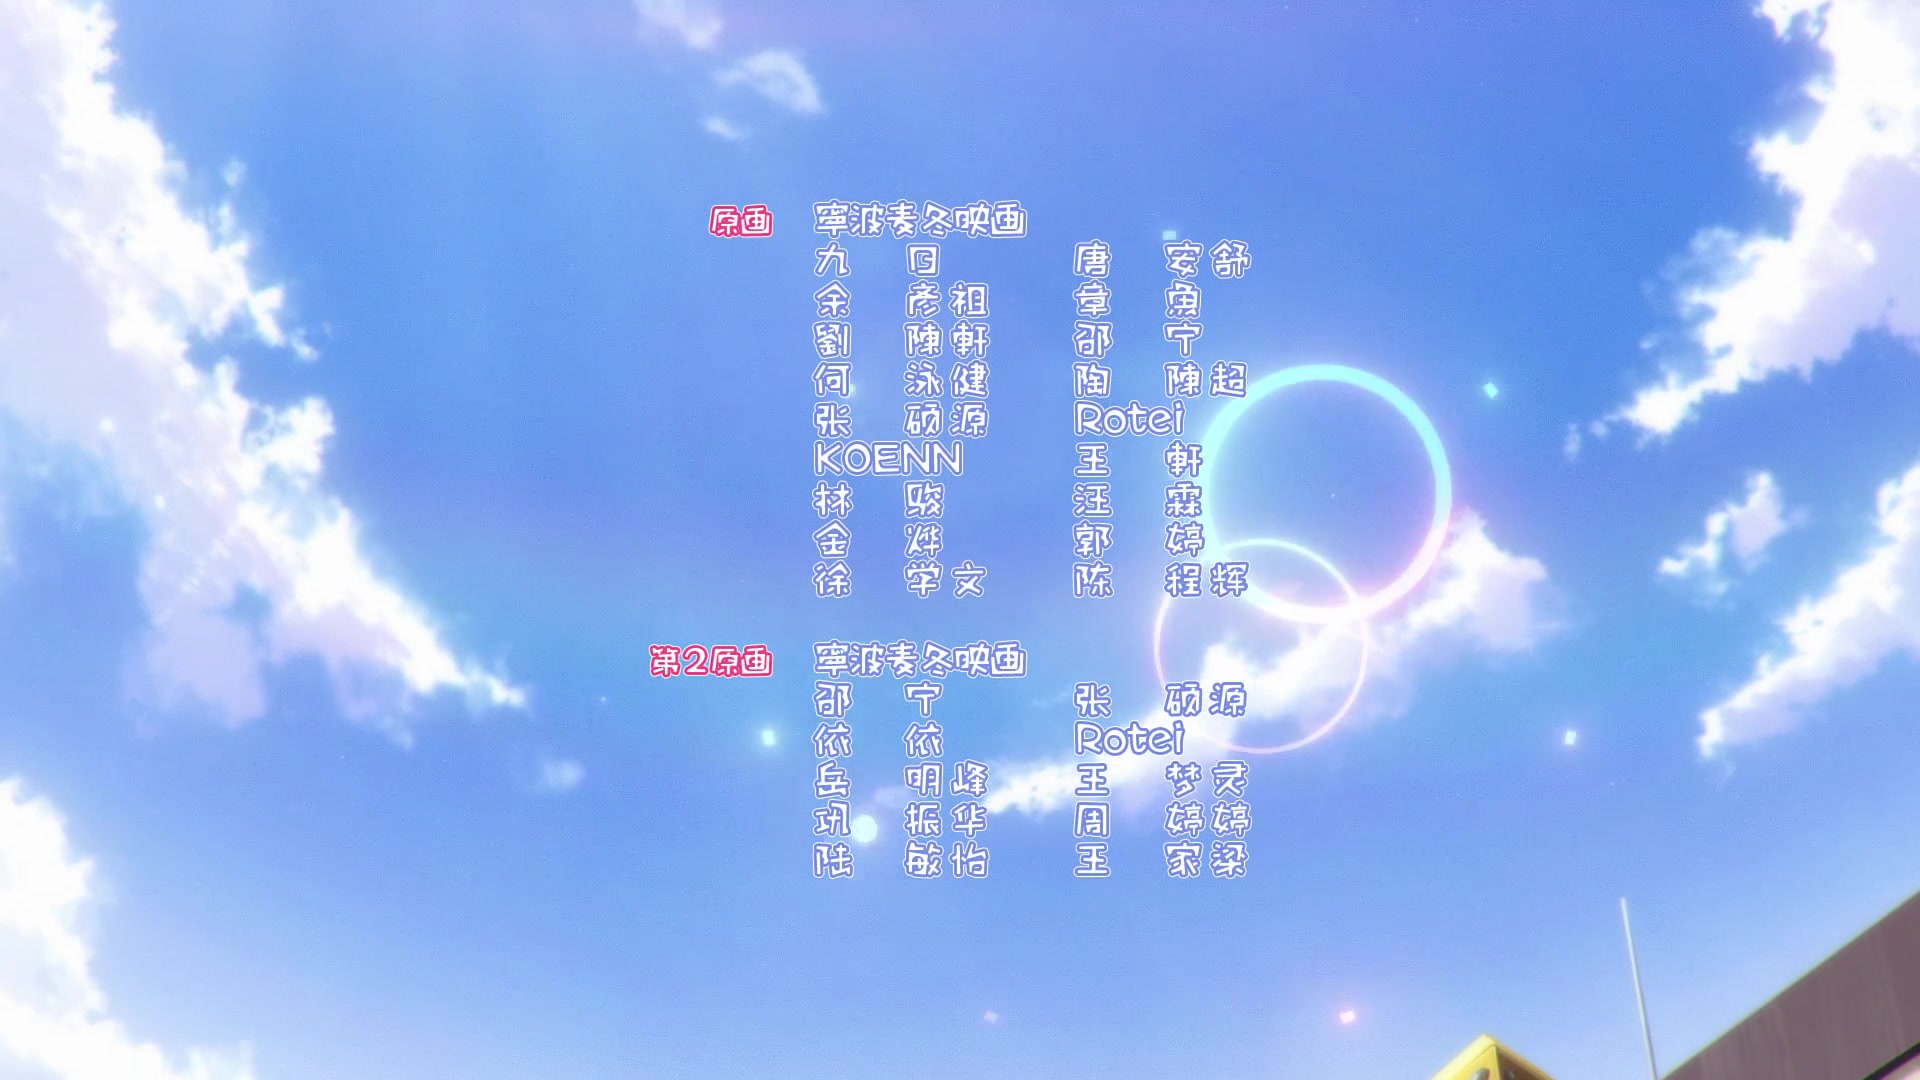 原画 寧波麦冬映画
九 囧 唐 安舒
余 彦祖 章 魚
劉 陳軒 邵 宁
何 泳健 陶 陳超
张 硕源 Rotei
KOENN 王 軒
林 骏 汪 霖
金 烨 郭 婷
徐 学文 陈 程辉
第2原画 寧波麦冬映画
邵 宁 张 硕源
依 依 Rotei
岳 明峰 王 梦灵
巩 振华 周 婷婷
陆 敏怡 王 家梁